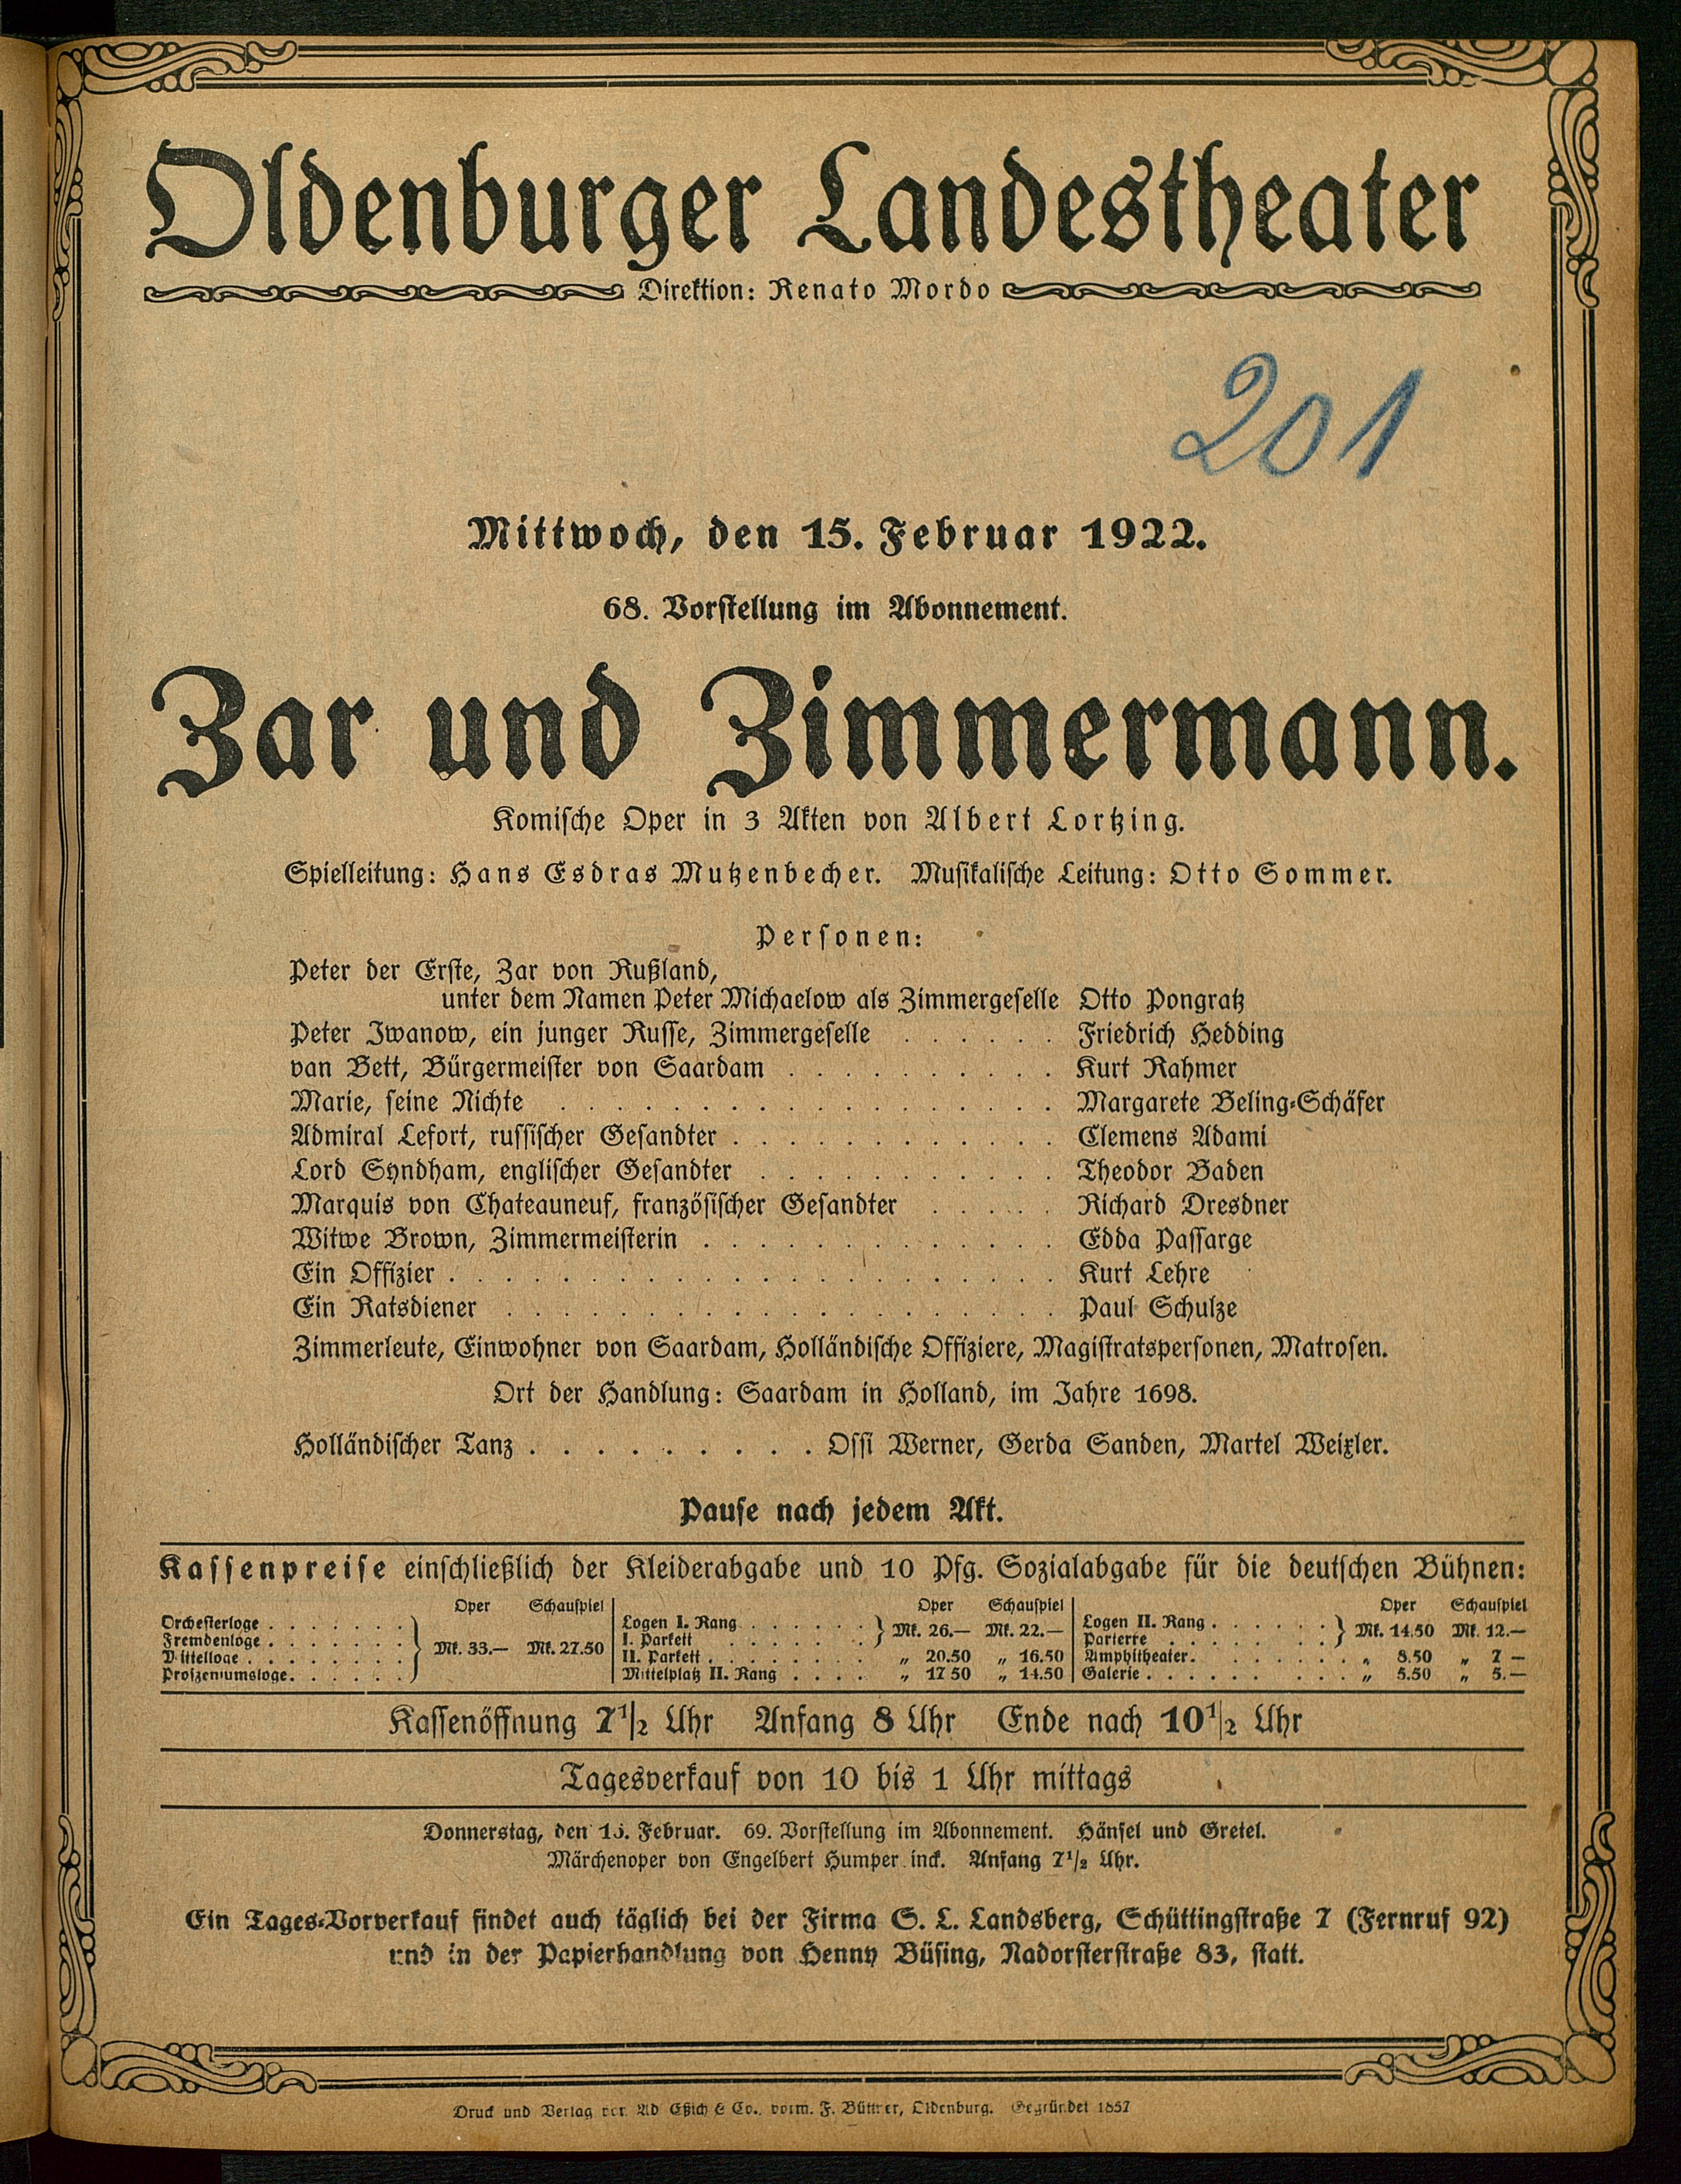 Oldenburger Landestheater
Direktion: Renato Mordo
201
Mittwoch, den 15. Februar 1922.
68. Vorstellung im Abonnement.
Zar und Zimmermann.
Komische Oper in 3 Akten von Albert Lortzing.
Spielleitung: Hans Esdras Mutzenbecher. Musikalische Leitung: Otto Sommer.
Personen:
Peter der Erste, Zar von Rußland,
unter dem Namen Peter Michaelow als Zimmergeselle Otto Pongratz
Peter Iwanow, ein junger Russe, Zimmergeselle . . . . . . Friedrich Hedding
van Bett, Bürgermeister von Saardam . . . . . . . . . . Kurt Rahmer
Marie, seine Nichte . . . . . . . . . . . . . . . . . . Margarete Beling-Schäfer
Admiral Lefort, russischer Gesandter . . . . . . . . . . . . Clemens Adami
Lord Syndham, englischer Gesandter . . . . . . . . . . . Theodor Baden
Marquis von Chateauneuf, französischer Gesandter . . . . . Richard Dresdner
Witwe Brown, Zimmermeisterin . . . . . . . . . . . . . Edda Passarge
Ein Offizier . . . . . . . . . . . . . . . . . . . . . . Kurt Lehre
Ein Ratsdiener . . . . . . . . . . . . . . . . . . . . Paul Schulze
Zimmerleute, Einwohner von Saardam, Holländische Offiziere, Magistratspersonen, Matrosen.
Ort der Handlung: Saardam in Holland, im Jahre 1698.
Holländischer Tanz . . . . . . . . . . Ossi Werner, Gerda Sanden, Martel Weixler.
Pause nach jedem Akt.
Kassenpreise einschließlich der Kleiderabgabe und 10 Pfg. Sozialabgabe für die deutschen Bühnen:
Oper Schauspiel
Orchesterloge . . . . . . .
Fremdenloge . . . . . . .
Mittelloge . . . . . . . .
Proszeniumsloge . . . . . .
Mk. 33.— Mk. 27.50
Oper Schauspiel
Logen I. Rang . . . . . . .
I. Parkett . . . . . . .
Mk. 26.— Mk. 22.—
II. Parkett . . . . . . . . „ 20.50 „ 16.50
Mittelplatz II. Rang . . . . „ 17 50 „ 14.50
Oper Schauspiel
Logen II. Rang . . . . . .
Parterre . . . . . . . .
Mk. 14.50 Mk. 12.—
Amphitheater . . . . . . . . „ 8.50 „ 7 —
Galerie . . . . . . . . . . „ 5.50 „ 5.—
Kassenöffnung 7½ Uhr Anfang 8 Uhr Ende nach 10½ Uhr
Tagesverkauf von 10 bis 1 Uhr mittags
Donnerstag, den 16. Februar. 69. Vorstellung im Abonnement. Hänsel und Gretel.
Märchenoper von Engelbert Humper inck. Anfang 7½ Uhr.
Ein Tages-Vorverkauf findet auch täglich bei der Firma S. L. Landsberg, Schüttingstraße 7 (Fernruf 92)
und in der Papierhandlung von Henny Büsing, Nadorsterstraße 83, statt.
Druck und Verlag von Ad Eßich & Co., vorm. F. Büttner, Oldenburg. Gegründet 1857